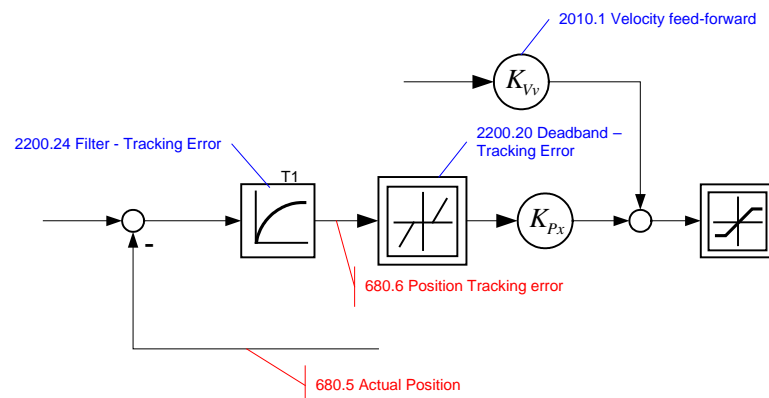 2010.1 Velocity feed-forward
K_Vv
2200.24 Filter - Tracking Error
2200.20 Deadband –
Tracking Error
T1
K_Px
-
680.6 Position Tracking error
680.5 Actual Position